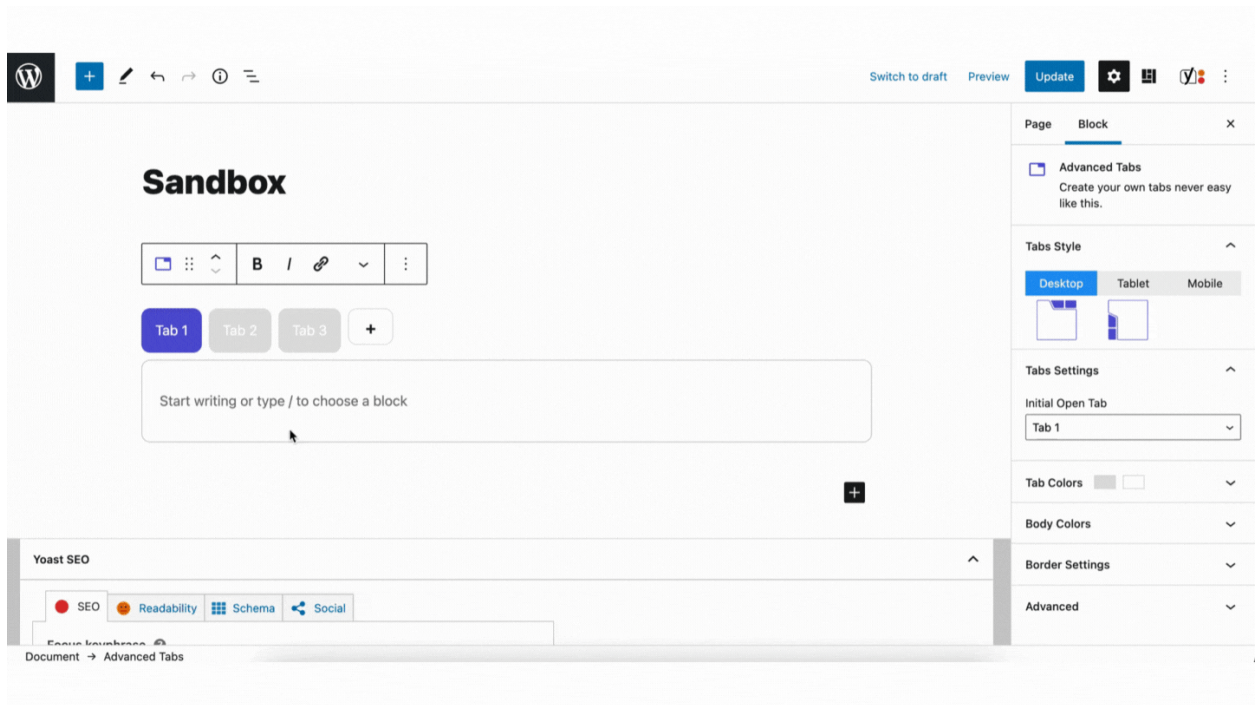 Switch to draft Preview Update
Page Block
Advanced Tabs
Create your own tabs never easy
like this.
Sandbox
Tabs Style
Desktop Tablet Mobile
B I
Tab 1 Tab 2 Tab 3 +
Tabs Settings
Initial Open Tab
Tab 1
Start writing or type / to choose a block
Tab Colors
Body Colors
Border Settings
Advanced
Yoast SEO
SEO Readability Schema Social
Focus keyphrase
Document → Advanced Tabs